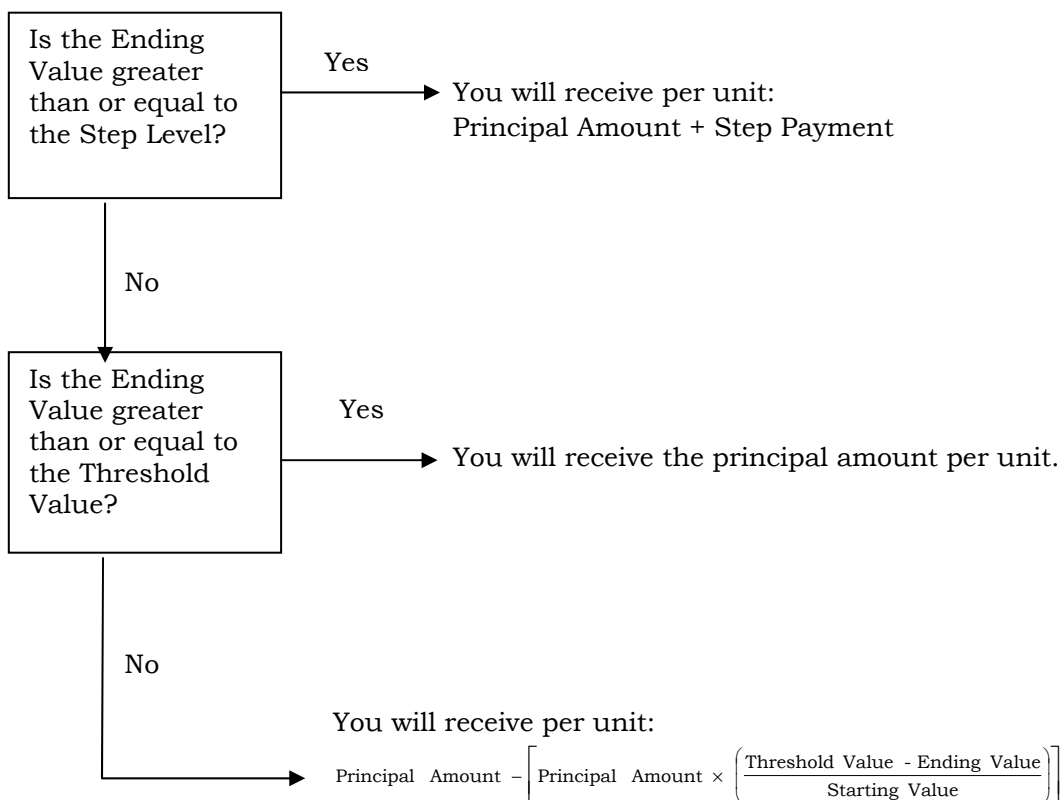 Is the Ending
Value greater
than or equal to
the Step Level?
Yes
You will receive per unit:
Principal Amount + Step Payment
No
Is the Ending
Value greater
than or equal to
the Threshold
Value?
Yes
You will receive the principal amount per unit.
No
You will receive per unit:
Principal Amount − [Principal Amount × (Threshold Value - Ending Value / Starting Value)]